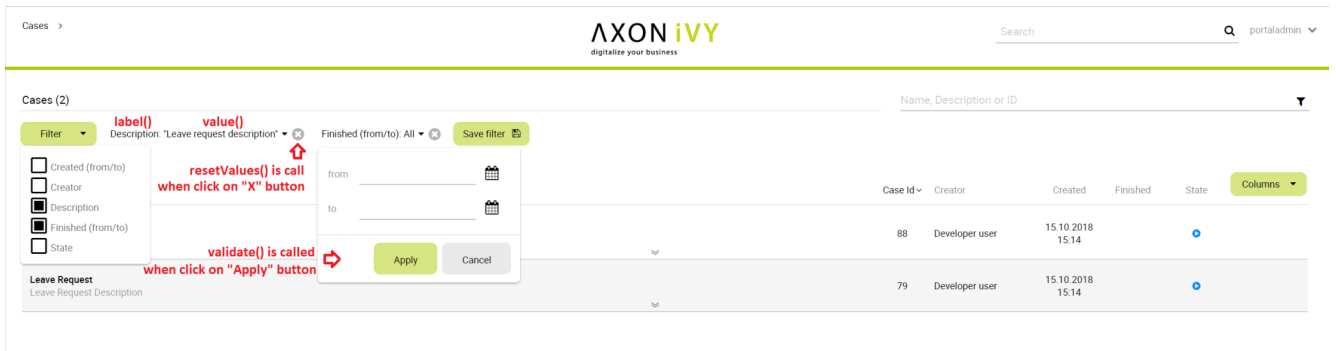 Cases >
AXON iVY
digitalize your business
Search
portaladmin
Cases (2)
Name, Description or ID
label() value()
Filter
Description: "Leave request description"
Finished (from/to): All
Save filter
resetValues() is call
when click on "X" button
Created (from/to)
Creator
Description
Finished (from/to)
State
from
to
Apply Cancel
validate() is called
when click on "Apply" button
Case Id Creator Created Finished State
Columns
88 Developer user 15.10.2018
15:14
Leave Request
Leave Request Description
79 Developer user 15.10.2018
15:14